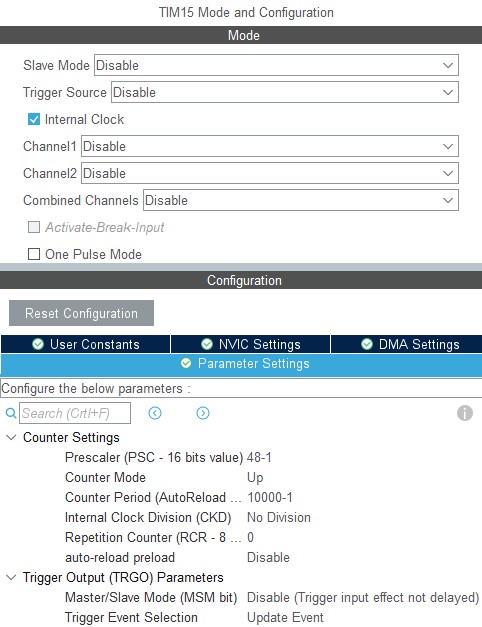 TIM15 Mode and Configuration
Mode
Slave Mode Disable
Trigger Source Disable
Internal Clock
Channel1 Disable
Channel2 Disable
Combined Channels Disable
Activate-Break-Input
One Pulse Mode
Configuration
Reset Configuration
User Constants NVIC Settings DMA Settings
Parameter Settings
Configure the below parameters :
Search (Crtl+F)
Counter Settings
Prescaler (PSC - 16 bits value) 48-1
Counter Mode Up
Counter Period (AutoReload ... 10000-1
Internal Clock Division (CKD) No Division
Repetition Counter (RCR - 8 ... 0
auto-reload preload Disable
Trigger Output (TRGO) Parameters
Master/Slave Mode (MSM bit) Disable (Trigger input effect not delayed)
Trigger Event Selection Update Event